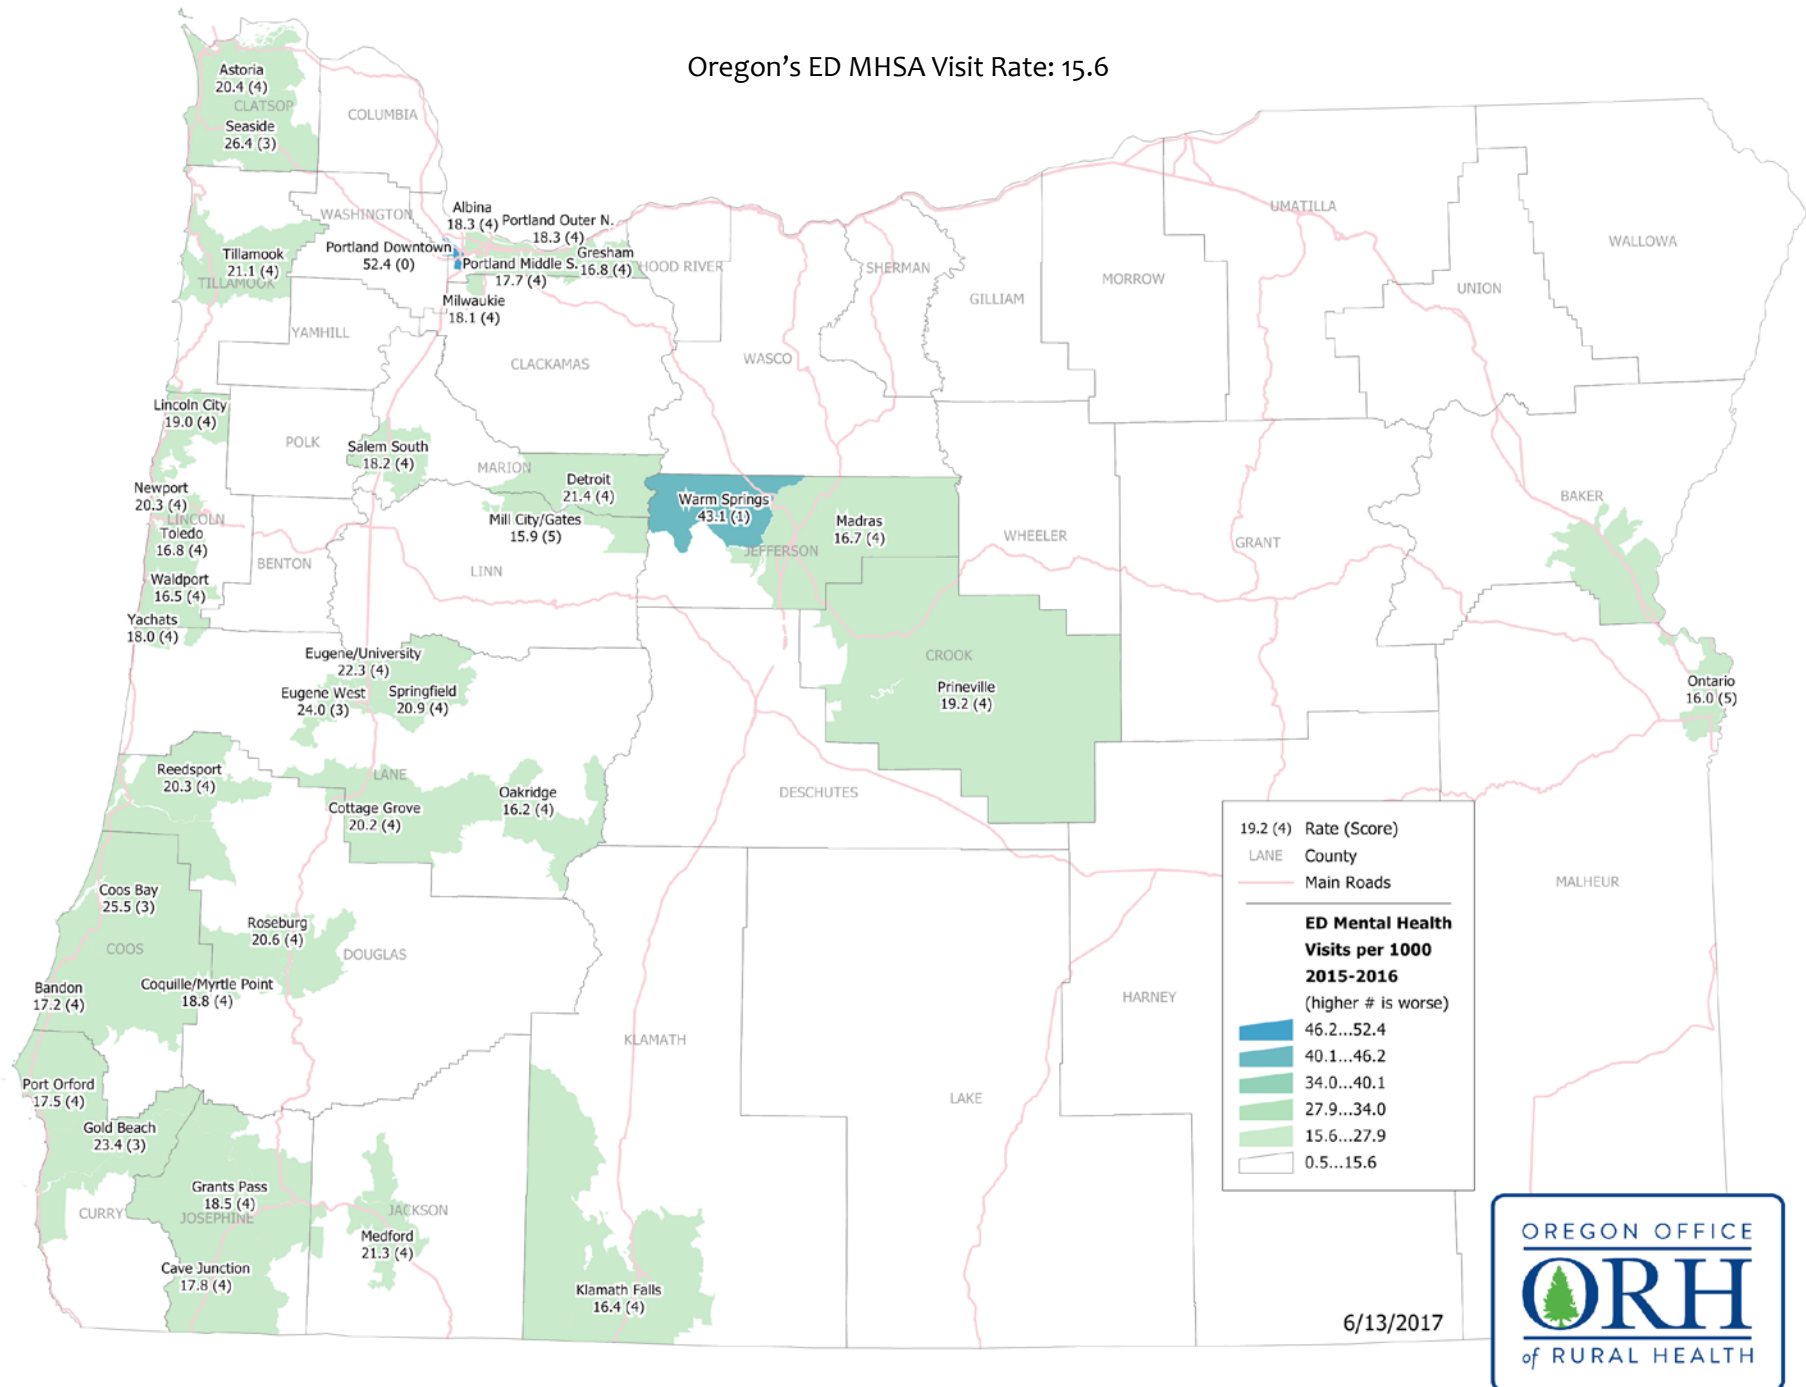 Oregon's ED MHSA Visit Rate: 15.6
Astoria
20.4 (4)
CLATSOP
Seaside
26.4 (3)
COLUMBIA
WASHINGTON
Albina
18.3 (4)
Portland Outer N.
18.3 (4)
Portland Downtown
52.4 (0)
Portland Middle S.
17.7 (4)
Gresham
16.8 (4)
Milwaukie
18.1 (4)
HOOD RIVER
SHERMAN
GILLIAM
MORROW
UMATILLA
UNION
WALLOWA
Tillamook
21.1 (4)
TILLAMOOK
YAMHILL
CLACKAMAS
WASCO
Lincoln City
19.0 (4)
POLK
Salem South
18.2 (4)
MARION
Detroit
21.4 (4)
Mill City/Gates
15.9 (5)
Warm Springs
43.1 (1)
Madras
16.7 (4)
JEFFERSON
WHEELER
GRANT
BAKER
Newport
20.3 (4)
LINCOLN
Toledo
16.8 (4)
Waldport
16.5 (4)
Yachats
18.0 (4)
BENTON
LINN
Eugene/University
22.3 (4)
Eugene West
24.0 (3)
Springfield
20.9 (4)
CROOK
Prineville
19.2 (4)
Ontario
16.0 (5)
Reedsport
20.3 (4)
LANE
Cottage Grove
20.2 (4)
Oakridge
16.2 (4)
DESCHUTES
Coos Bay
25.5 (3)
COOS
Roseburg
20.6 (4)
DOUGLAS
Bandon
17.2 (4)
Coquille/Myrtle Point
18.8 (4)
KLAMATH
HARNEY
MALHEUR
LAKE
Port Orford
17.5 (4)
Gold Beach
23.4 (3)
CURRY
Grants Pass
18.5 (4)
JOSEPHINE
Cave Junction
17.8 (4)
JACKSON
Medford
21.3 (4)
Klamath Falls
16.4 (4)
19.2 (4) Rate (Score)
LANE County
Main Roads
ED Mental Health
Visits per 1000
2015-2016
(higher # is worse)
46.2...52.4
40.1...46.2
34.0...40.1
27.9...34.0
15.6...27.9
0.5...15.6
6/13/2017
OREGON OFFICE
ORH
of RURAL HEALTH